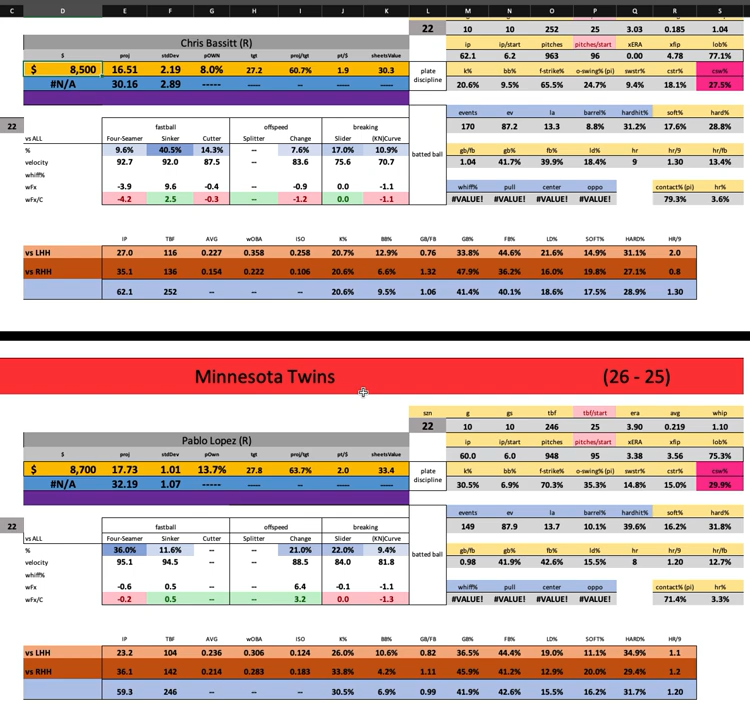 C D E F G H I J K L M N O P Q R S
22 10 10 252 25 3.03 0.185 1.04
Chris Bassitt (R) ip ip/start pitches pitches/start xERA xfip lob%
62.1 6.2 963 96 0.00 4.78 77.1%
$ proj stdDev pOWN tgt proj/tgt pt/$ sheetsValue
$ 8,500 16.51 2.19 8.0% 27.2 60.7% 1.9 30.3 plate discipline k% bb% f-strike% o-swing% (pi) swstr% cstr% csw%
#N/A 30.16 2.89 ----- ---- ----- ---- ----- 20.6% 9.5% 65.5% 24.7% 9.4% 18.1% 27.5%
events ev la barrel% hardhit% soft% hard%
22 fastball offspeed breaking 170 87.2 13.3 8.8% 31.2% 17.6% 28.8%
vs ALL Four-Seamer Sinker Cutter Splitter Change Slider (KN)Curve
% 9.6% 40.5% 14.3% -- 7.6% 17.0% 10.9% batted ball gb/fb gb% fb% ld% hr hr/9 hr/fb
velocity 92.7 92.0 87.5 -- 83.6 75.6 70.7 1.04 41.7% 39.9% 18.4% 9 1.30 13.4%
whiff%
wFx -3.9 9.6 -0.4 -- -0.9 0.0 -1.1 whiff% pull center oppo contact% (pi) hr%
wFx/C -4.2 2.5 -0.3 -- -1.2 0.0 -1.1 #VALUE! #VALUE! #VALUE! #VALUE! 79.3% 3.6%
IP TBF AVG wOBA ISO K% BB% GB/FB GB% FB% LD% SOFT% HARD% HR/9
vs LHH 27.0 116 0.227 0.358 0.258 20.7% 12.9% 0.76 33.8% 44.6% 21.6% 14.9% 31.1% 2.0
vs RHH 35.1 136 0.154 0.222 0.106 20.6% 6.6% 1.32 47.9% 36.2% 16.0% 19.8% 27.1% 0.8
62.1 252 -- -- 20.6% 9.5% 1.06 41.4% 40.1% 18.6% 17.5% 28.9% 1.30
Minnesota Twins (26 - 25)
szn g gs tbf tbf/start era avg whip
22 10 10 246 25 3.90 0.219 1.10
Pablo Lopez (R) ip ip/start pitches pitches/start xERA xfip lob%
$ proj stdDev pOwn tgt proj/tgt pt/$ sheetsValue 60.0 6.0 948 95 3.38 3.56 75.3%
$ 8,700 17.73 1.01 13.7% 27.8 63.7% 2.0 33.4 plate discipline k% bb% f-strike% o-swing% (pi) swstr% cstr% csw%
#N/A 32.19 1.07 ----- ---- ----- ---- ----- 30.5% 6.9% 70.3% 35.3% 14.8% 15.0% 29.9%
events ev la barrel% hardhit% soft% hard%
22 fastball offspeed breaking 149 87.9 13.7 10.1% 39.6% 16.2% 31.8%
vs ALL Four-Seamer Sinker Cutter Splitter Change Slider (KN)Curve
% 36.0% 11.6% -- -- 21.0% 22.0% 9.4% batted ball gb/fb gb% fb% ld% hr hr/9 hr/fb
velocity 95.1 94.5 -- -- 88.5 84.0 81.8 0.98 41.9% 42.6% 15.5% 8 1.20 12.7%
whiff%
wFx -0.6 0.5 -- -- 6.4 -0.1 -1.1 whiff% pull center oppo contact% (pi) hr%
wFx/C -0.2 0.5 -- -- 3.2 0.0 -1.3 #VALUE! #VALUE! #VALUE! #VALUE! 71.4% 3.3%
IP TBF AVG wOBA ISO K% BB% GB/FB GB% FB% LD% SOFT% HARD% HR/9
vs LHH 23.2 104 0.236 0.306 0.124 26.0% 10.6% 0.82 36.5% 44.4% 19.0% 11.1% 34.9% 1.1
vs RHH 36.1 142 0.214 0.283 0.183 33.8% 4.2% 1.11 45.9% 41.2% 12.9% 20.0% 29.4% 1.2
59.3 246 -- -- 30.5% 6.9% 0.99 41.9% 42.6% 15.5% 16.2% 31.7% 1.20